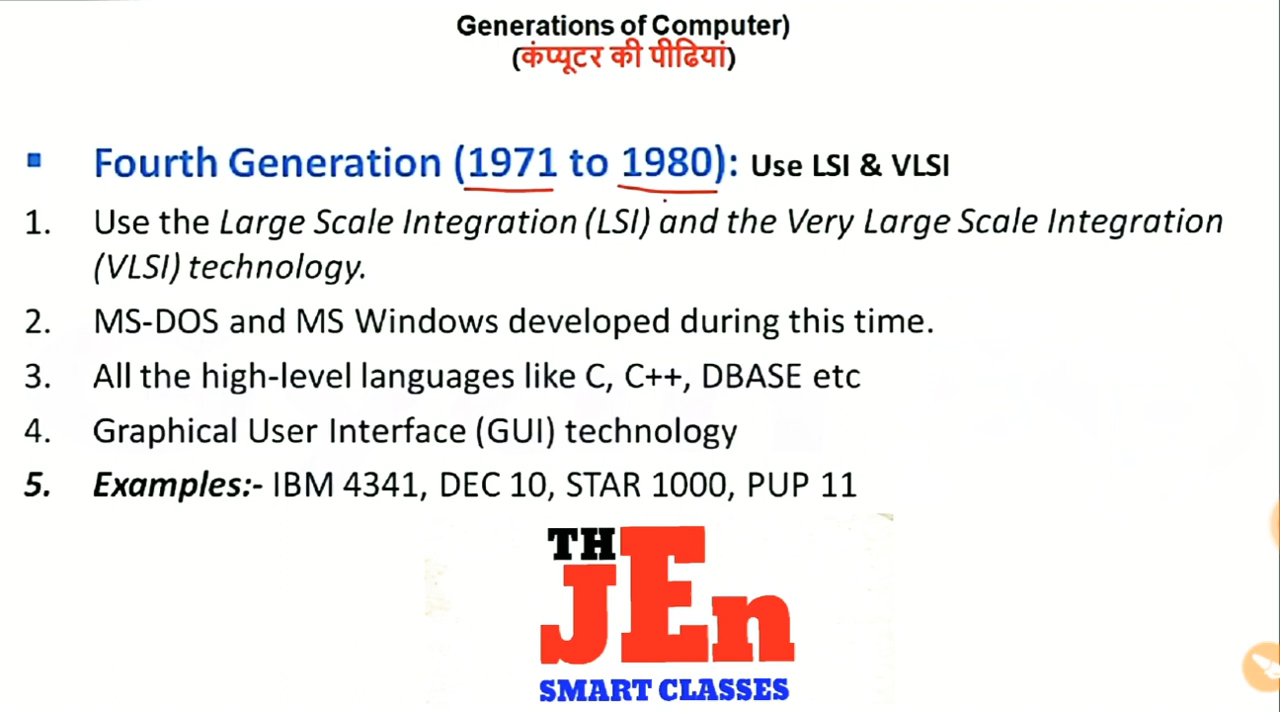 Generations of Computer)
(कंप्यूटर की पीढियां)
▪ Fourth Generation (1971 to 1980): Use LSI & VLSI
1. Use the Large Scale Integration (LSI) and the Very Large Scale Integration
(VLSI) technology.
2. MS-DOS and MS Windows developed during this time.
3. All the high-level languages like C, C++, DBASE etc
4. Graphical User Interface (GUI) technology
5. Examples:- IBM 4341, DEC 10, STAR 1000, PUP 11
TH
JEn
SMART CLASSES